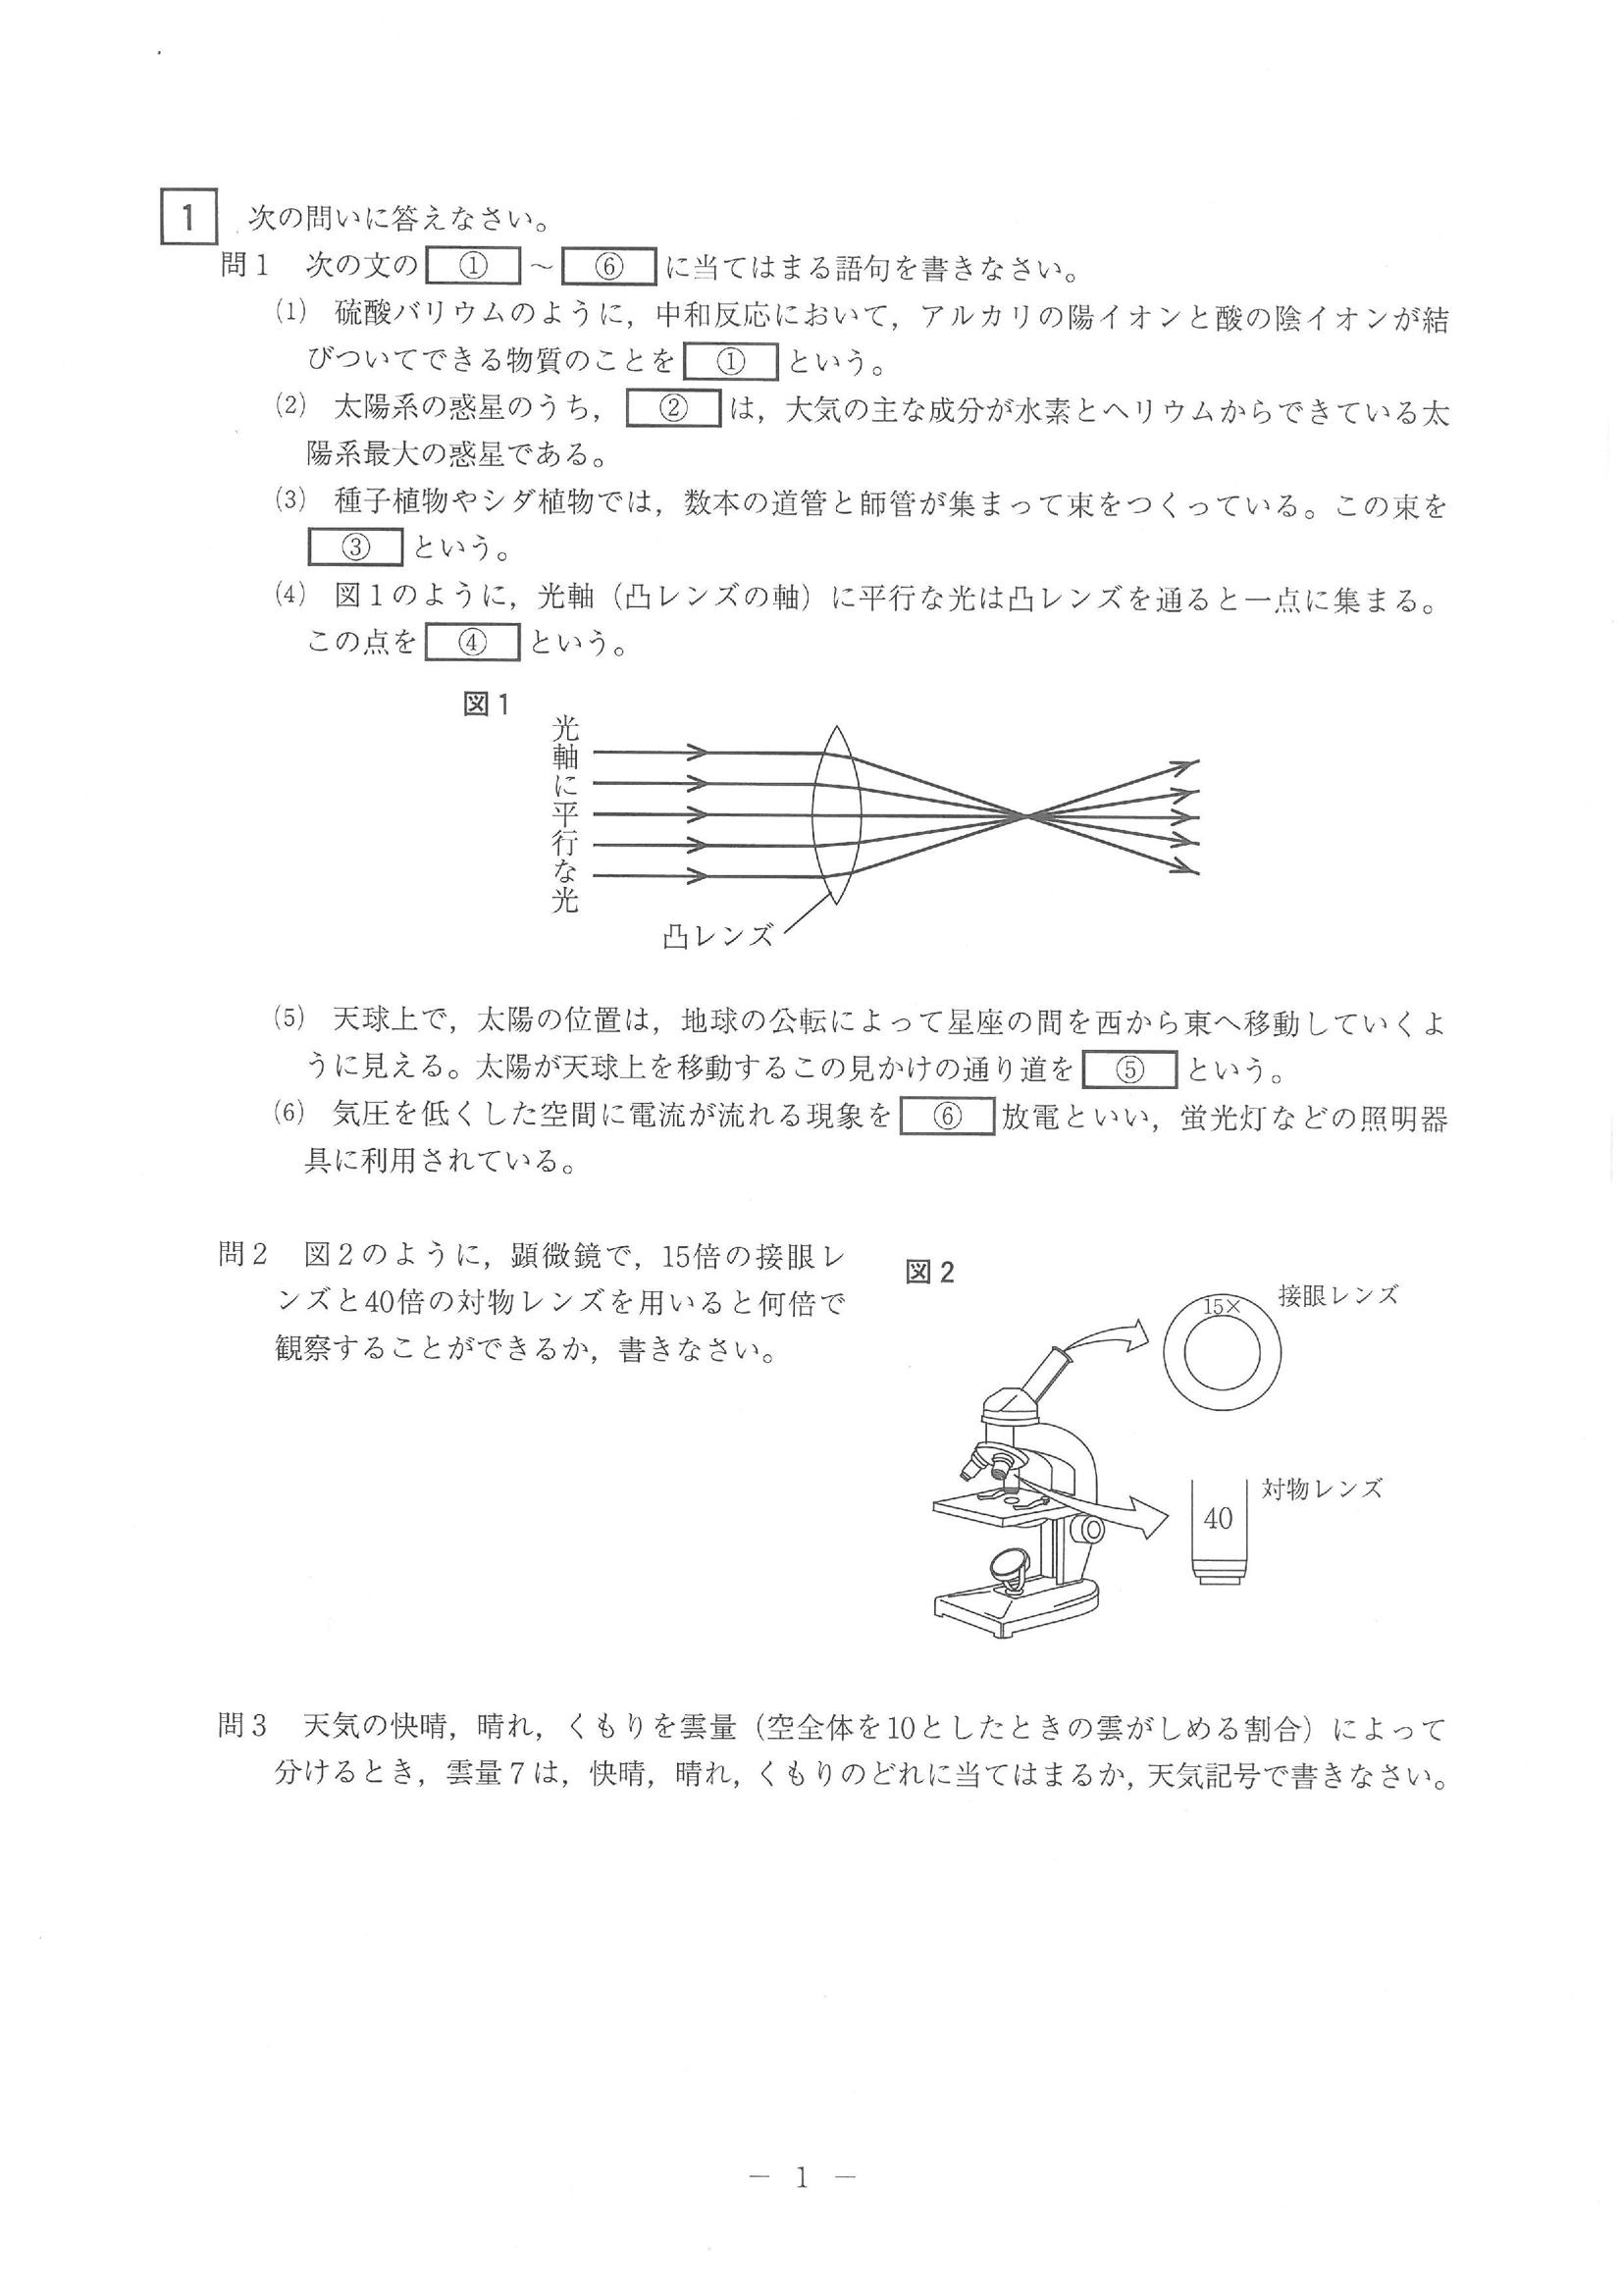 1 次の問いに答えなさい。
問1 次の文の ① ～ ⑥ に当てはまる語句を書きなさい。
(1) 硫酸バリウムのように，中和反応において，アルカリの陽イオンと酸の陰イオンが結
びついてできる物質のことを ① という。
(2) 太陽系の惑星のうち， ② は，大気の主な成分が水素とヘリウムからできている太
陽系最大の惑星である。
(3) 種子植物やシダ植物では，数本の道管と師管が集まって束をつくっている。この束を
③ という。
(4) 図1のように，光軸（凸レンズの軸）に平行な光は凸レンズを通ると一点に集まる。
この点を ④ という。
図1
光軸に平行な光
凸レンズ
(5) 天球上で，太陽の位置は，地球の公転によって星座の間を西から東へ移動していくよ
うに見える。太陽が天球上を移動するこの見かけの通り道を ⑤ という。
(6) 気圧を低くした空間に電流が流れる現象を ⑥ 放電といい，蛍光灯などの照明器
具に利用されている。
問2 図2のように，顕微鏡で，15倍の接眼レ
ンズと40倍の対物レンズを用いると何倍で
観察することができるか，書きなさい。
図2
15×
接眼レンズ
対物レンズ
40
問3 天気の快晴，晴れ，くもりを雲量（空全体を10としたときの雲がしめる割合）によって
分けるとき，雲量7は，快晴，晴れ，くもりのどれに当てはまるか，天気記号で書きなさい。
－ 1 －